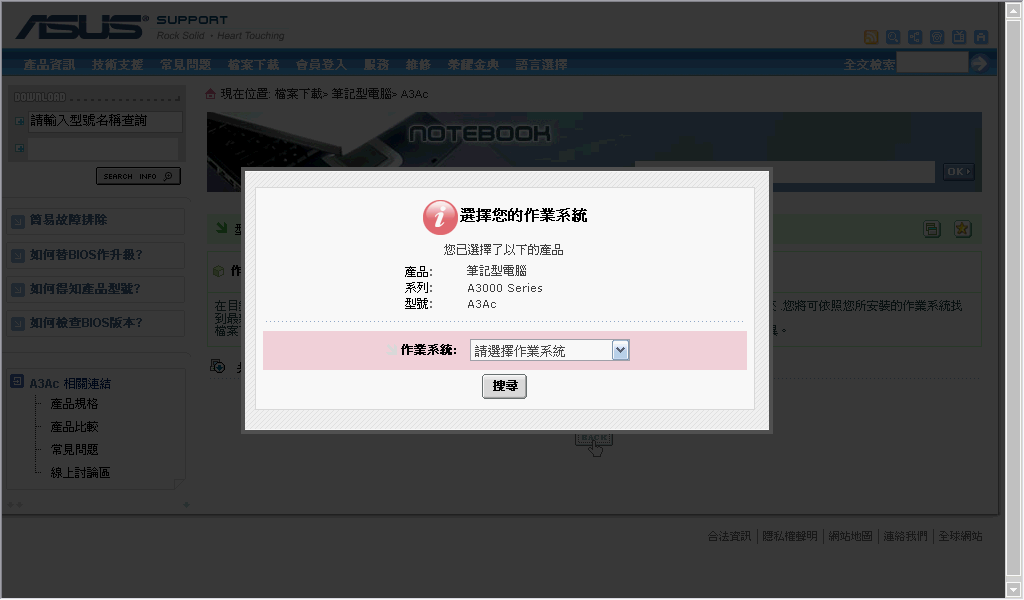 ASUS SUPPORT
Rock Solid • Heart Touching
產品資訊 技術支援 常見問題 檔案下載 會員登入 服務 維修 榮耀金典 語言選擇 全文檢索
DOWNLOAD
現在位置: 檔案下載> 筆記型電腦> A3Ac
請輸入型號名稱查詢
NOTEBOOK
SEARCH INFO
OK
簡易故障排除
如何替BIOS作升級?
如何得知產品型號?
如何檢查BIOS版本?
選擇您的作業系統
您已選擇了以下的產品
產品: 筆記型電腦
系列: A3000 Series
型號: A3Ac
作業系統: 請選擇作業系統
搜尋
型
作
在目
到最
檔案下
您將可依照您所安裝的作業系統找
具。
A3Ac 相關連結
產品規格
產品比較
常見問題
線上討論區
合法資訊 | 隱私權聲明 | 網站地圖 | 連絡我們 | 全球網站